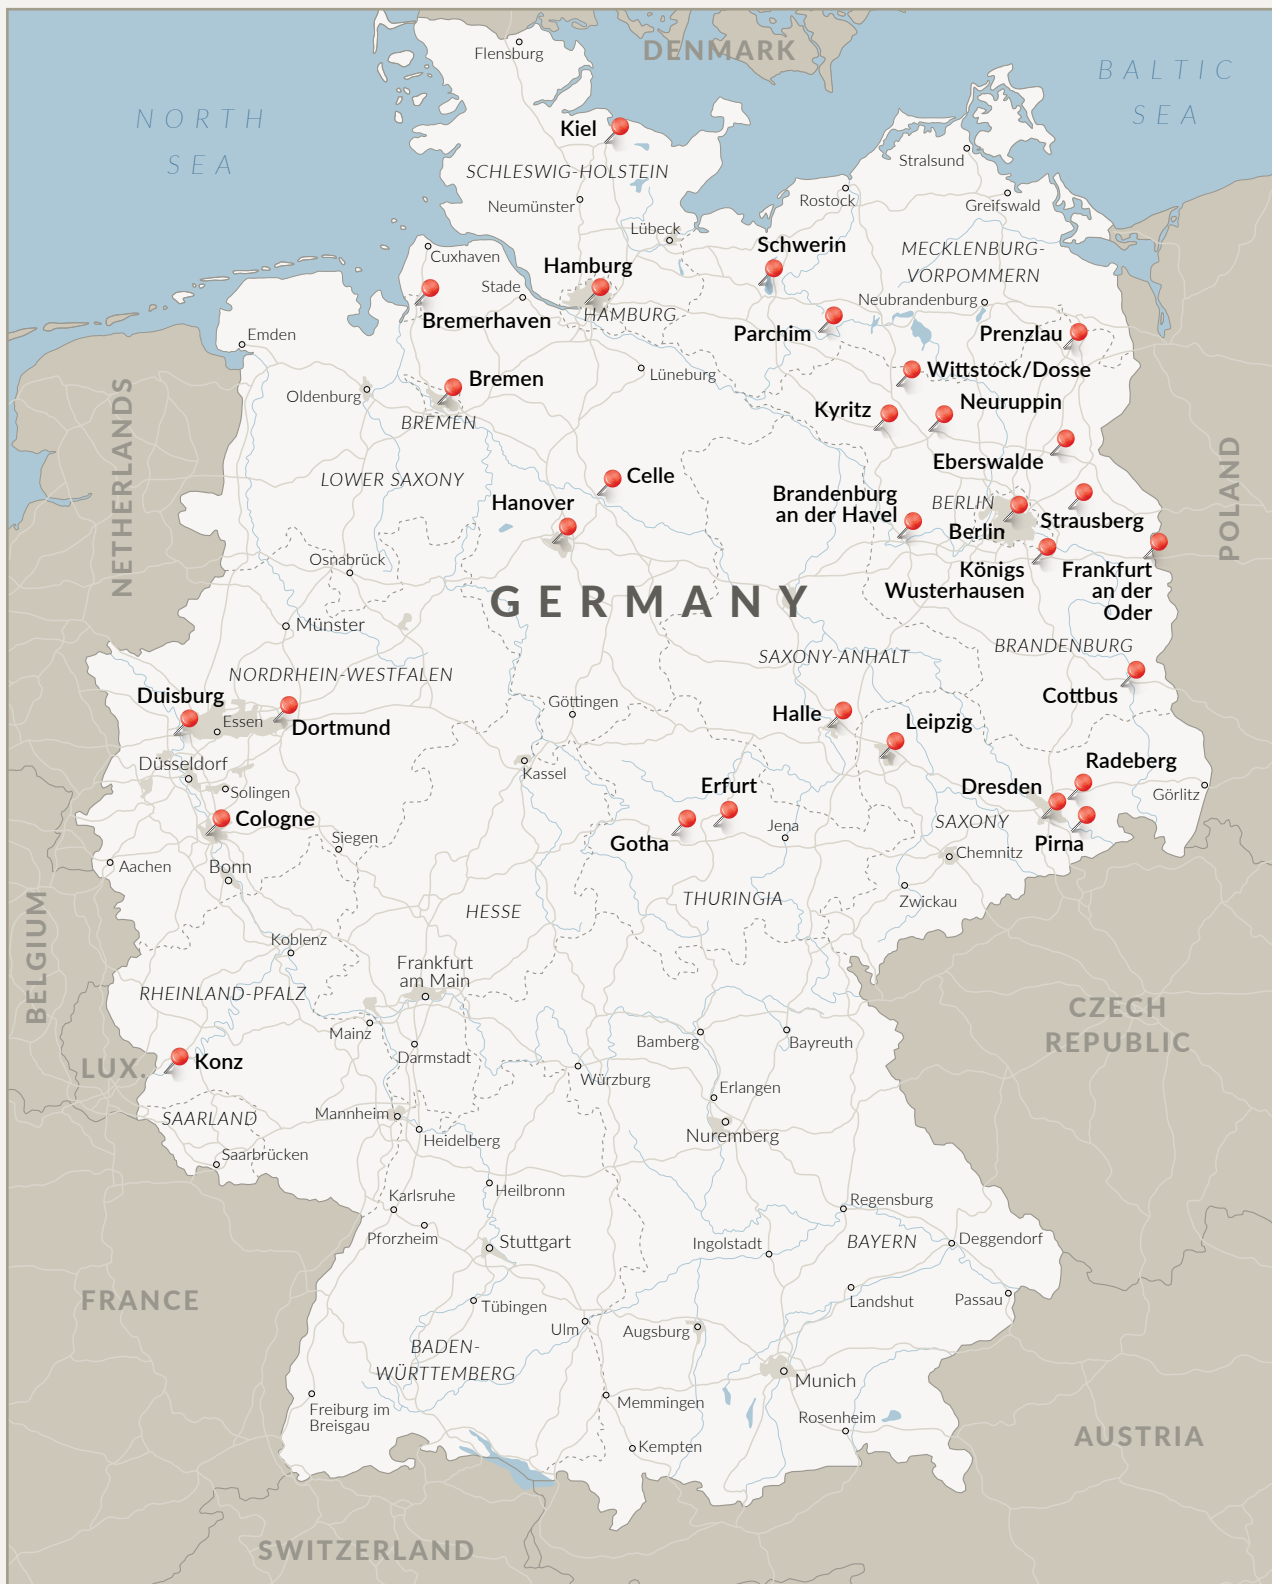 DENMARK
Flensburg
BALTIC
SEA
NORTH
SEA
Kiel
SCHLESWIG-HOLSTEIN
Stralsund
Neumünster
Rostock
Greifswald
Lübeck
Schwerin
MECKLENBURG-
VORPOMMERN
Cuxhaven
Hamburg
Stade
Neubrandenburg
Bremerhaven
HAMBURG
Emden
Parchim
Prenzlau
Lüneburg
Wittstock/Dosse
Bremen
Oldenburg
Neuruppin
Kyritz
BREMEN
NETHERLANDS
POLAND
Eberswalde
LOWER SAXONY
Celle
Hanover
Brandenburg
an der Havel
BERLIN
Berlin
Strausberg
Osnabrück
Königs
Wusterhausen
Frankfurt
an der
Oder
GERMANY
Münster
BRANDENBURG
SAXONY-ANHALT
NORDRHEIN-WESTFALEN
Duisburg
Cottbus
Göttingen
Essen
Dortmund
Halle
Leipzig
Düsseldorf
Kassel
Radeberg
Solingen
Erfurt
Dresden
Görlitz
Cologne
Jena
SAXONY
Siegen
Gotha
Pirna
Chemnitz
Aachen
Bonn
THURINGIA
Zwickau
HESSE
BELGIUM
Koblenz
Frankfurt
am Main
RHEINLAND-PFALZ
CZECH
REPUBLIC
Mainz
Bamberg
Bayreuth
Darmstadt
LUX.
Konz
Würzburg
Erlangen
SAARLAND
Mannheim
Nuremberg
Heidelberg
Saarbrücken
Heilbronn
Karlsruhe
Regensburg
Pforzheim
Stuttgart
Ingolstadt
BAYERN
Deggendorf
FRANCE
Tübingen
Landshut
Passau
Ulm
Augsburg
BADEN-
WÜRTTEMBERG
Munich
Memmingen
Freiburg im
Breisgau
Rosenheim
Kempten
AUSTRIA
SWITZERLAND